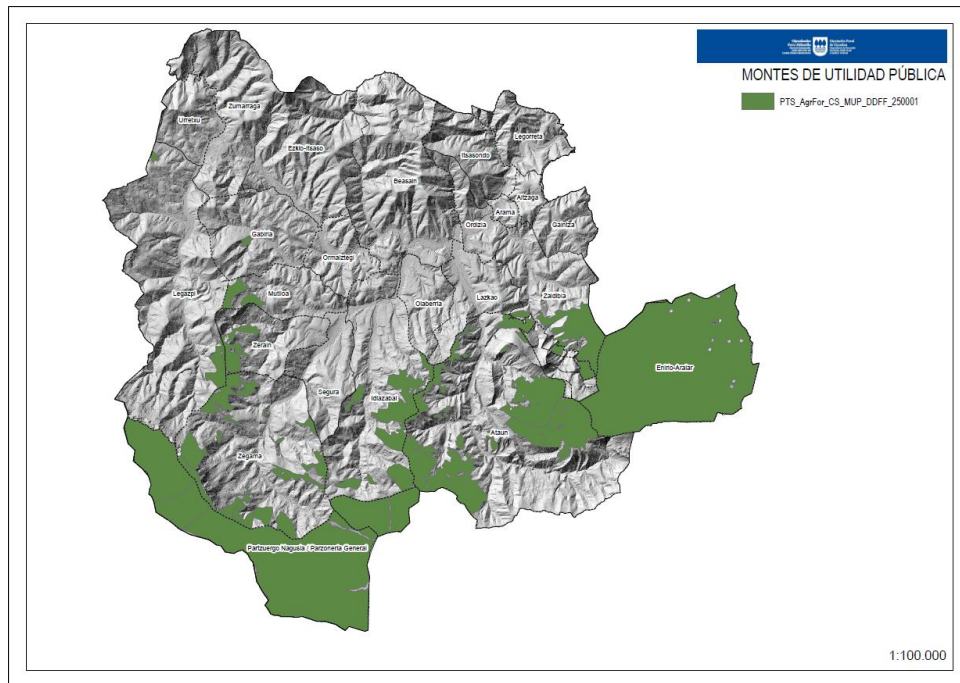 MONTES DE UTILIDAD PÚBLICA
PTS_AgrFor_CS_MUP_DDFF_250001
Zumarraga
Urretxu
Legorreta
Ezkio-Itsaso
Itsasondo
Beasain
Altzaga
Arama
Ordizia
Gaintza
Gabiria
Ormaiztegi
Legazpi
Mutiloa
Olaberria
Lazkao
Zaldibia
Zerain
Enirio-Aralar
Segura
Idiazabal
Ataun
Zegama
Partzuergo Nagusia / Parzonería General
1:100.000